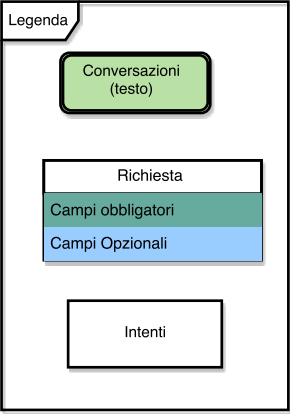 Legenda
Conversazioni
(testo)
Richiesta
Campi obbligatori
Campi Opzionali
Intenti